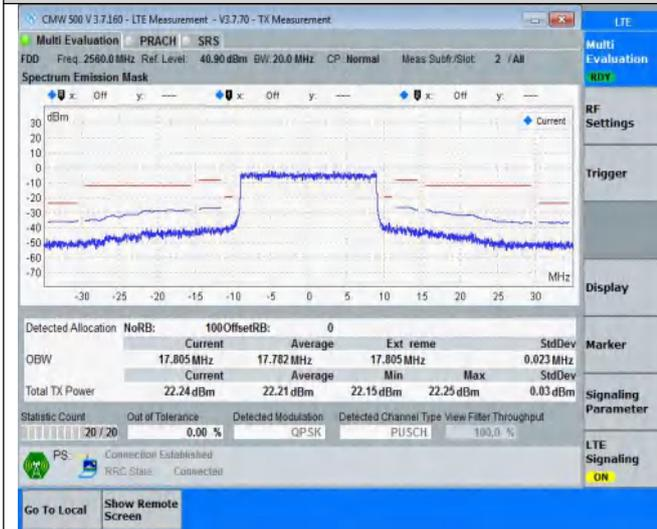 CMW 500 V 3.7.160 - LTE Measurement - V3.7.70 - TX Measurement
LTE
Multi Evaluation PRACH SRS
Multi
Evaluation
RDY
FDD Freq.: 2560.0 MHz Ref. Level: 40.90 dBm BW: 20.0 MHz CP: Normal Meas Subfr./Slot: 2 / All
Spectrum Emission Mask
x: Off y: --- x: Off y: --- x: Off y: ---
RF
Settings
dBm
Current
30
20
10
0
-10
-20
-30
-40
-50
-60
-70
Trigger
MHz
-30 -25 -20 -15 -10 -5 0 5 10 15 20 25 30
Display
Detected Allocation NoRB: 100 OffsetRB: 0
Current Average Ext reme StdDev
OBW 17.805 MHz 17.782 MHz 17.805 MHz 0.023 MHz
Marker
Current Average Min Max StdDev
Total TX Power 22.24 dBm 22.21 dBm 22.15 dBm 22.25 dBm 0.03 dBm
Signaling
Parameter
Statistic Count Out of Tolerance Detected Modulation Detected Channel Type View Filter Throughput
20 / 20 0.00 % QPSK PUSCH 100.0 %
LTE
Signaling
ON
PS: Connection Established
RRC State: Connected
Go To Local
Show Remote
Screen